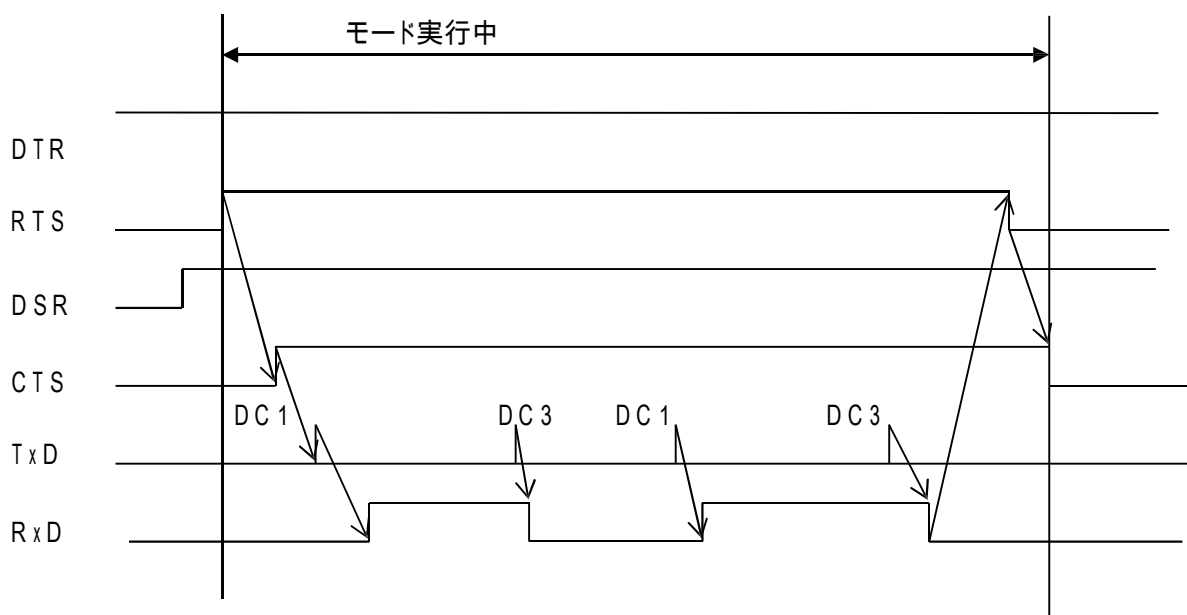 モード実行中
DTR
RTS
DSR
CTS
DC1 DC3 DC1 DC3
TxD
RxD